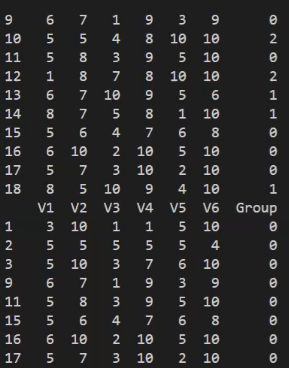 9 6 7 1 9 3 9 0
10 5 5 4 8 10 10 2
11 5 8 3 9 5 10 0
12 1 8 7 8 10 10 2
13 6 7 10 9 5 6 1
14 8 7 5 8 1 10 1
15 5 6 4 7 6 8 0
16 6 10 2 10 5 10 0
17 5 7 3 10 2 10 0
18 8 5 10 9 4 10 1
V1 V2 V3 V4 V5 V6 Group
1 3 10 1 1 5 10 0
2 5 5 5 5 5 4 0
3 5 10 3 7 6 10 0
9 6 7 1 9 3 9 0
11 5 8 3 9 5 10 0
15 5 6 4 7 6 8 0
16 6 10 2 10 5 10 0
17 5 7 3 10 2 10 0